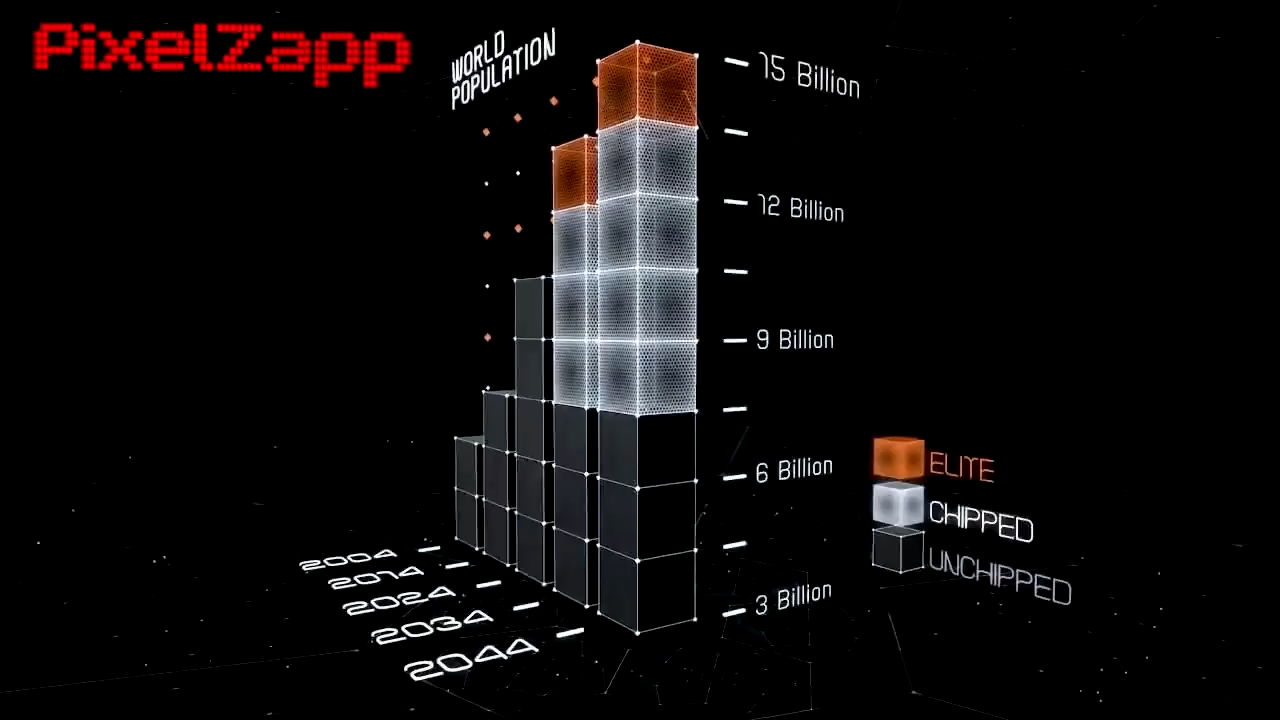 PixelZapp
WORLD
POPULATION
15 Billion
12 Billion
9 Billion
6 Billion
3 Billion
ELITE
CHIPPED
UNCHIPPED
2004
2014
2024
2034
2044